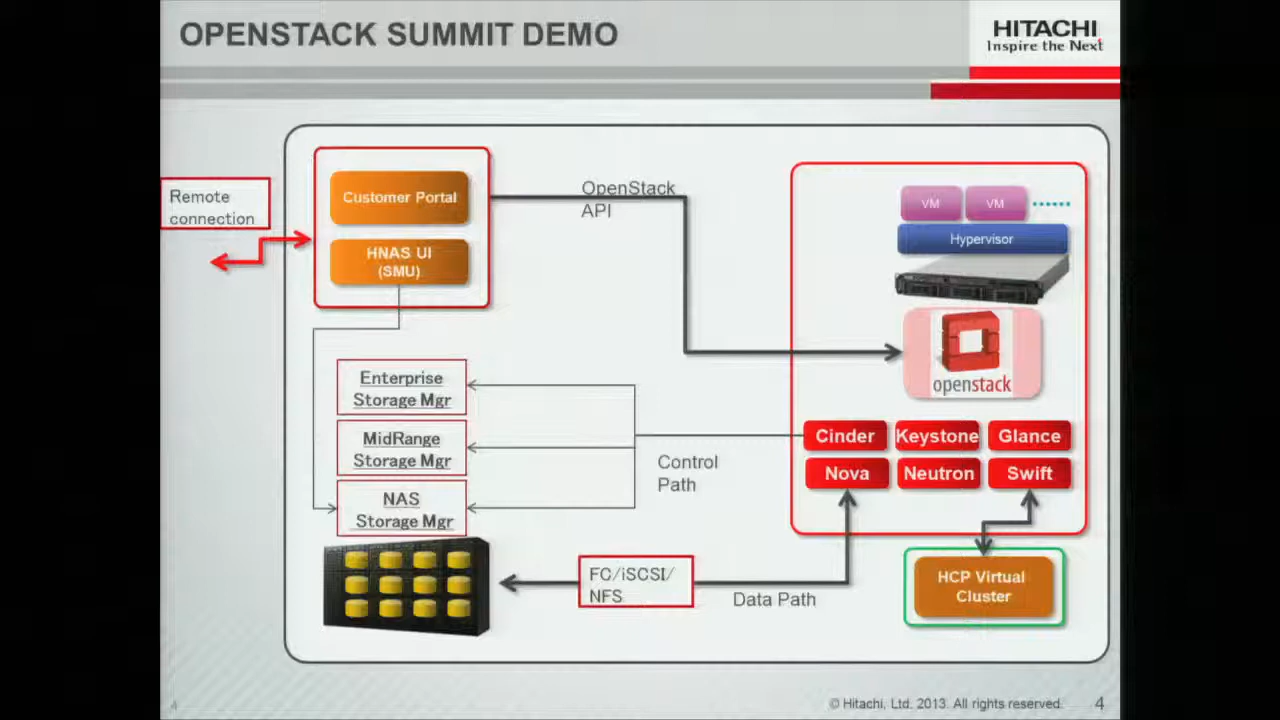 OPENSTACK SUMMIT DEMO
HITACHI
Inspire the Next
Remote
connection
Customer Portal
HNAS UI
(SMU)
OpenStack
API
VM
VM
Hypervisor
openstack
Enterprise
Storage Mgr
MidRange
Storage Mgr
NAS
Storage Mgr
Control
Path
Cinder
Keystone
Glance
Nova
Neutron
Swift
FC/iSCSI/
NFS
Data Path
HCP Virtual
Cluster
4
© Hitachi, Ltd. 2013. All rights reserved.
4